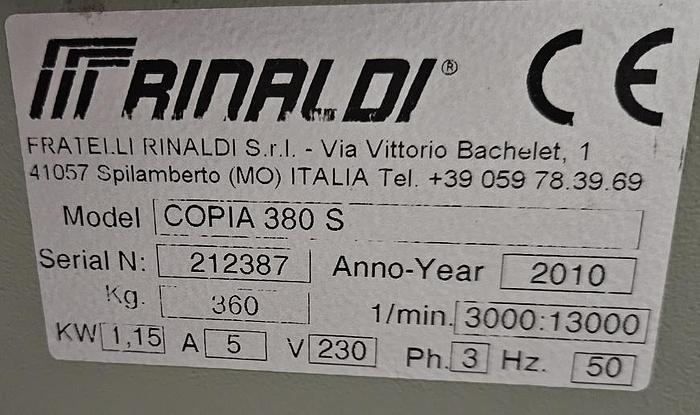 RINALDI® CE
FRATELLI RINALDI S.r.l. - Via Vittorio Bachelet, 1
41057 Spilamberto (MO) ITALIA Tel. +39 059 78.39.69
Model COPIA 380 S
Serial N: 212387 Anno-Year 2010
Kg. 360 1/min. 3000:13000
KW 1,15 A 5 V 230 Ph. 3 Hz. 50